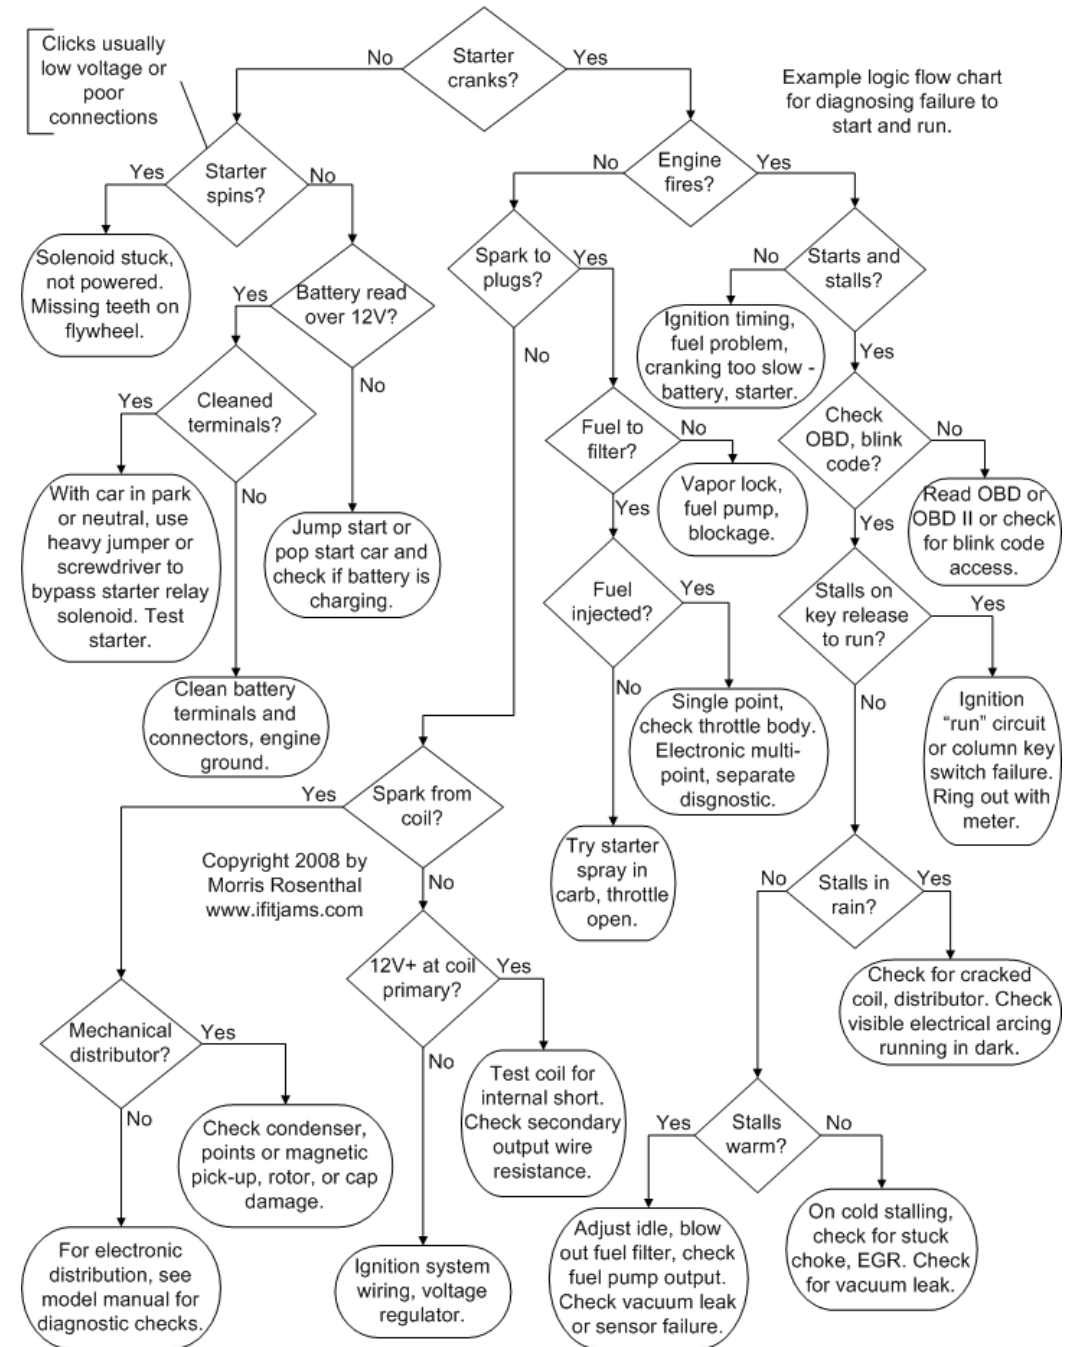 Clicks usually
low voltage or
poor
connections
No
Starter
cranks?
Yes
Example logic flow chart
for diagnosing failure to
start and run.
Yes
Starter
spins?
No
No
Engine
fires?
Yes
Solenoid stuck,
not powered.
Missing teeth on
flywheel.
Yes
Battery read
over 12V?
No
Spark to
plugs?
Yes
No
No
Starts and
stalls?
Yes
Ignition timing,
fuel problem,
cranking too slow -
battery, starter.
Yes
Cleaned
terminals?
No
Fuel to
filter?
No
Yes
Check
OBD, blink
code?
No
Yes
With car in park
or neutral, use
heavy jumper or
screwdriver to
bypass starter relay
solenoid. Test
starter.
Jump start or
pop start car and
check if battery is
charging.
Vapor lock,
fuel pump,
blockage.
Read OBD or
OBD II or check
for blink code
access.
Fuel
injected?
Yes
No
Stalls on
key release
to run?
Yes
No
Clean battery
terminals and
connectors, engine
ground.
Single point,
check throttle body.
Electronic multi-
point, separate
disgnostic.
Ignition
“run” circuit
or column key
switch failure.
Ring out with
meter.
Yes
Spark from
coil?
No
Try starter
spray in
carb, throttle
open.
Copyright 2008 by
Morris Rosenthal
www.ifitjams.com
No
Stalls in
rain?
Yes
12V+ at coil
primary?
Yes
No
Check for cracked
coil, distributor. Check
visible electrical arcing
running in dark.
Mechanical
distributor?
Yes
No
Test coil for
internal short.
Check secondary
output wire
resistance.
Yes
Stalls
warm?
No
Check condenser,
points or magnetic
pick-up, rotor, or cap
damage.
For electronic
distribution, see
model manual for
diagnostic checks.
Ignition system
wiring, voltage
regulator.
Adjust idle, blow
out fuel filter, check
fuel pump output.
Check vacuum leak
or sensor failure.
On cold stalling,
check for stuck
choke, EGR. Check
for vacuum leak.